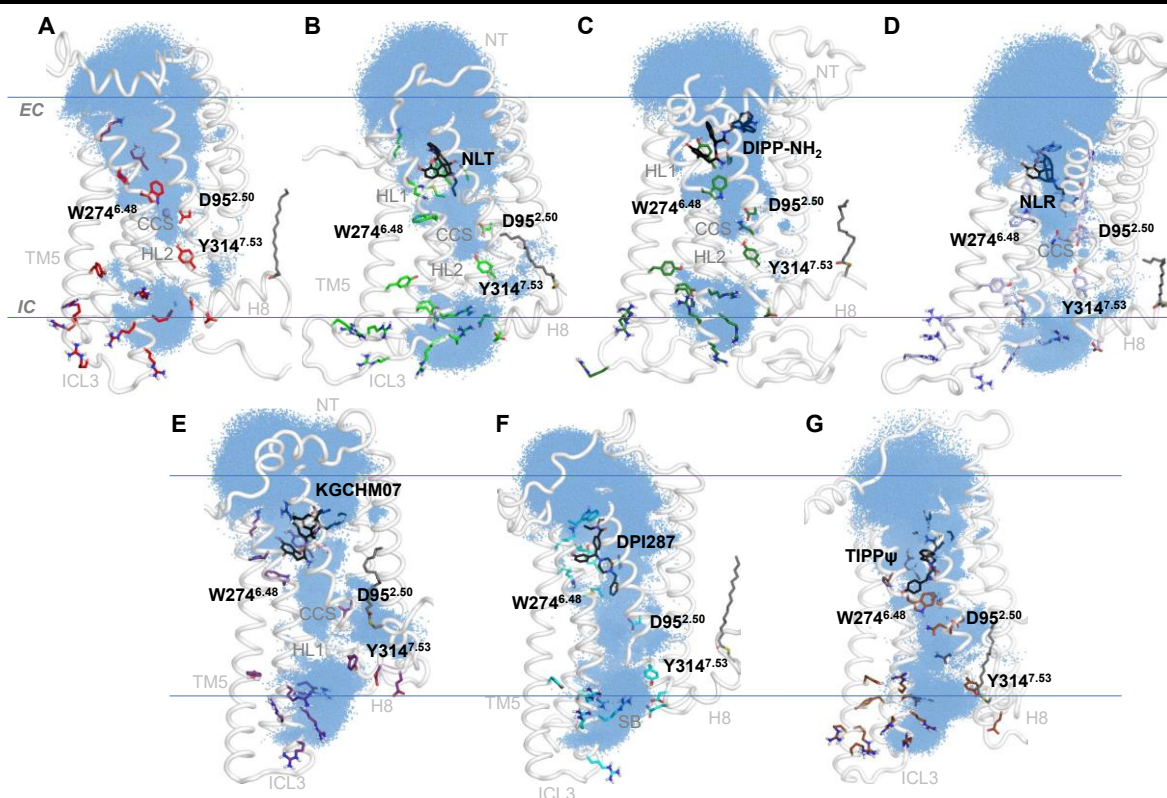 A
B
C
D
NT
NT
NT
EC
DIPP-NH2
NLT
HL1
HL1
NLR
D95^2.50
D95^2.50
D95^2.50
D95^2.50
W274^6.48
W274^6.48
W274^6.48
W274^6.48
CCS
CCS
CCS
CCS
HL2
HL2
HL2
Y314^7.53
Y314^7.53
Y314^7.53
Y314^7.53
TM5
TM5
IC
H8
H8
H8
ICL3
ICL3
E
F
G
NT
KGCHM07
DPI287
TIPPψ
W274^6.48
W274^6.48
W274^6.48
D95^2.50
D95^2.50
D95^2.50
CCS
HL1
Y314^7.53
Y314^7.53
Y314^7.53
TM5
TM5
H8
H8
H8
SB
ICL3
ICL3
ICL3